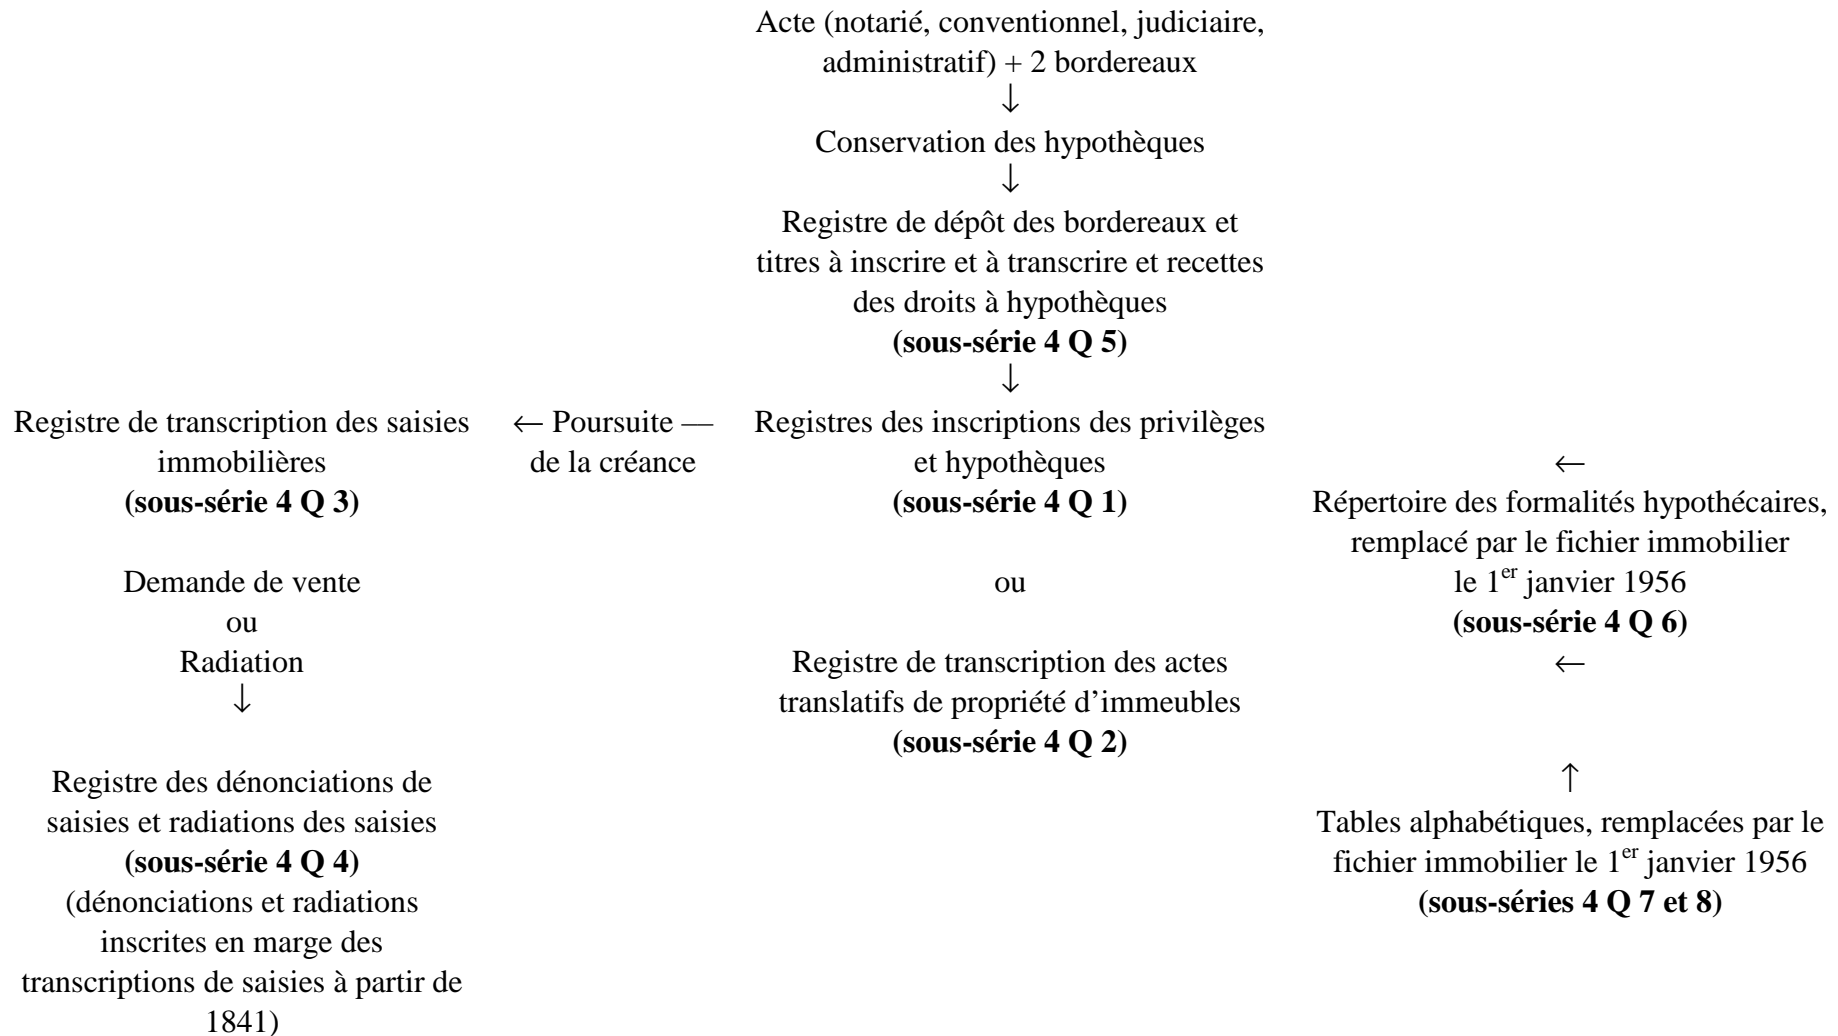 Acte (notarié, conventionnel, judiciaire,
administratif) + 2 bordereaux
↓
Conservation des hypothèques
↓
Registre de dépôt des bordereaux et
titres à inscrire et à transcrire et recettes
des droits à hypothèques
(sous-série 4 Q 5)
↓
Registre de transcription des saisies
immobilières
(sous-série 4 Q 3)
← Poursuite —
de la créance
Registres des inscriptions des privilèges
et hypothèques
(sous-série 4 Q 1)
←
Répertoire des formalités hypothécaires,
remplacé par le fichier immobilier
le 1er janvier 1956
(sous-série 4 Q 6)
←
Demande de vente
ou
Radiation
↓
ou
Registre de transcription des actes
translatifs de propriété d’immeubles
(sous-série 4 Q 2)
Registre des dénonciations de
saisies et radiations des saisies
(sous-série 4 Q 4)
(dénonciations et radiations
inscrites en marge des
transcriptions de saisies à partir de
1841)
↑
Tables alphabétiques, remplacées par le
fichier immobilier le 1er janvier 1956
(sous-séries 4 Q 7 et 8)